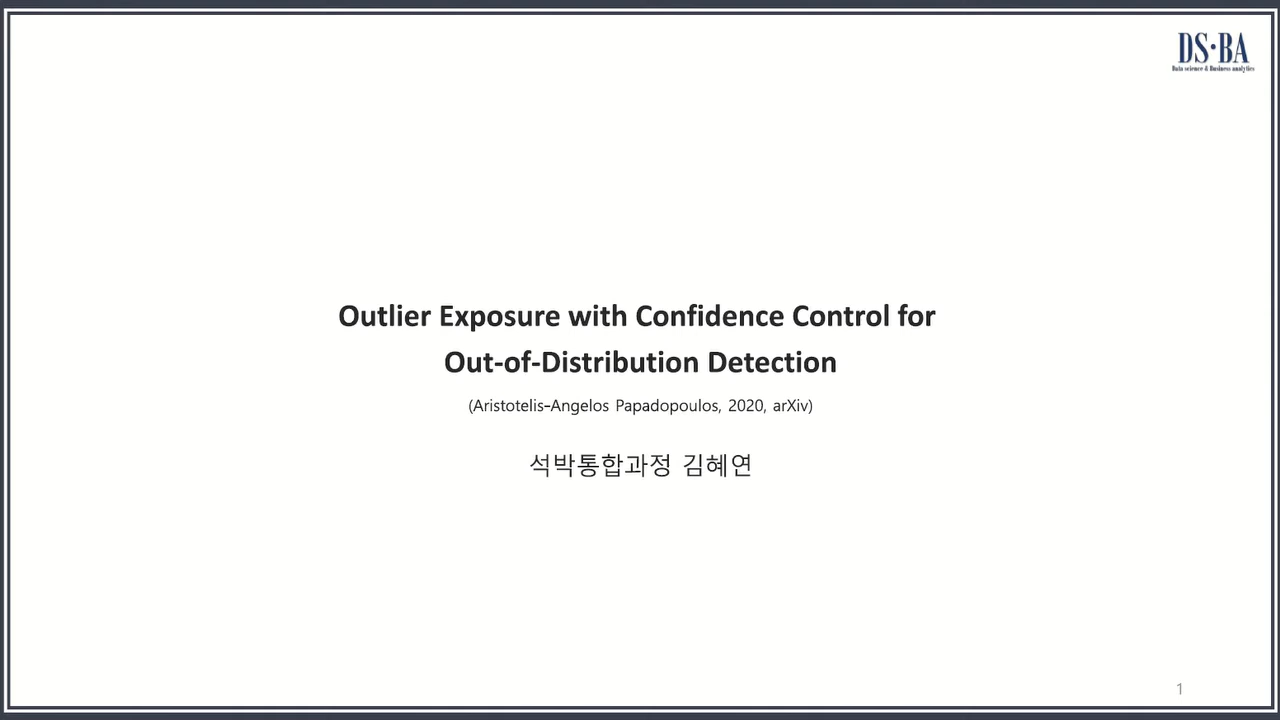 DS·BA
Data science & Business analytics
Outlier Exposure with Confidence Control for
Out-of-Distribution Detection
(Aristotelis-Angelos Papadopoulos, 2020, arXiv)
석박통합과정 김혜연
1